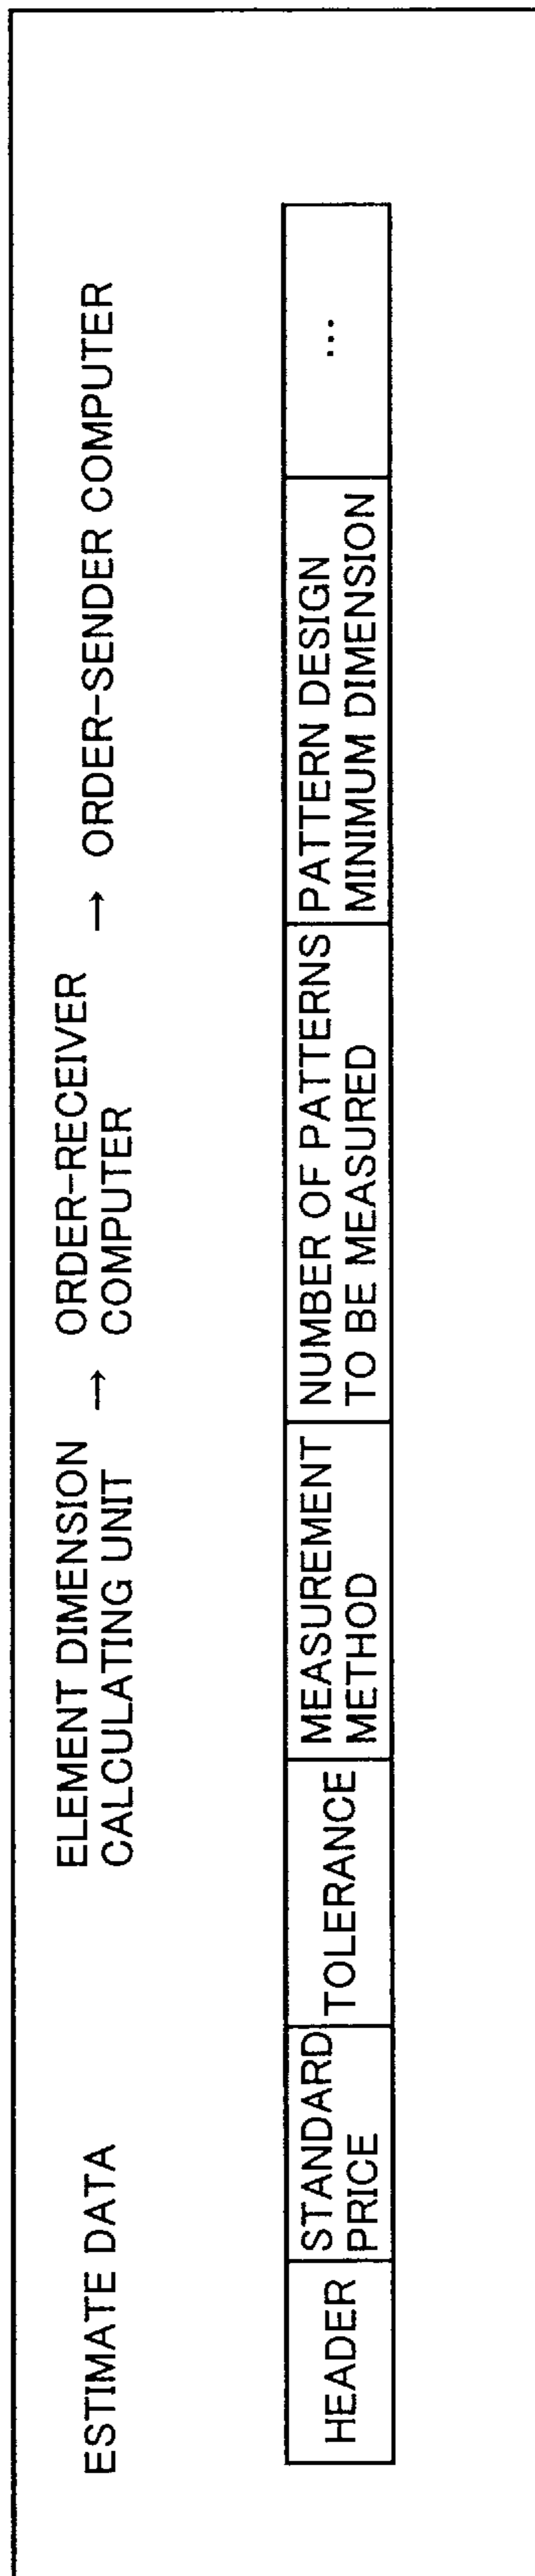 ESTIMATE DATA
ELEMENT DIMENSION
CALCULATING UNIT
→
ORDER-RECEIVER
COMPUTER
→ ORDER-SENDER COMPUTER
HEADER
STANDARD
PRICE
TOLERANCE
MEASUREMENT
METHOD
NUMBER OF PATTERNS
TO BE MEASURED
PATTERN DESIGN
MINIMUM DIMENSION
...